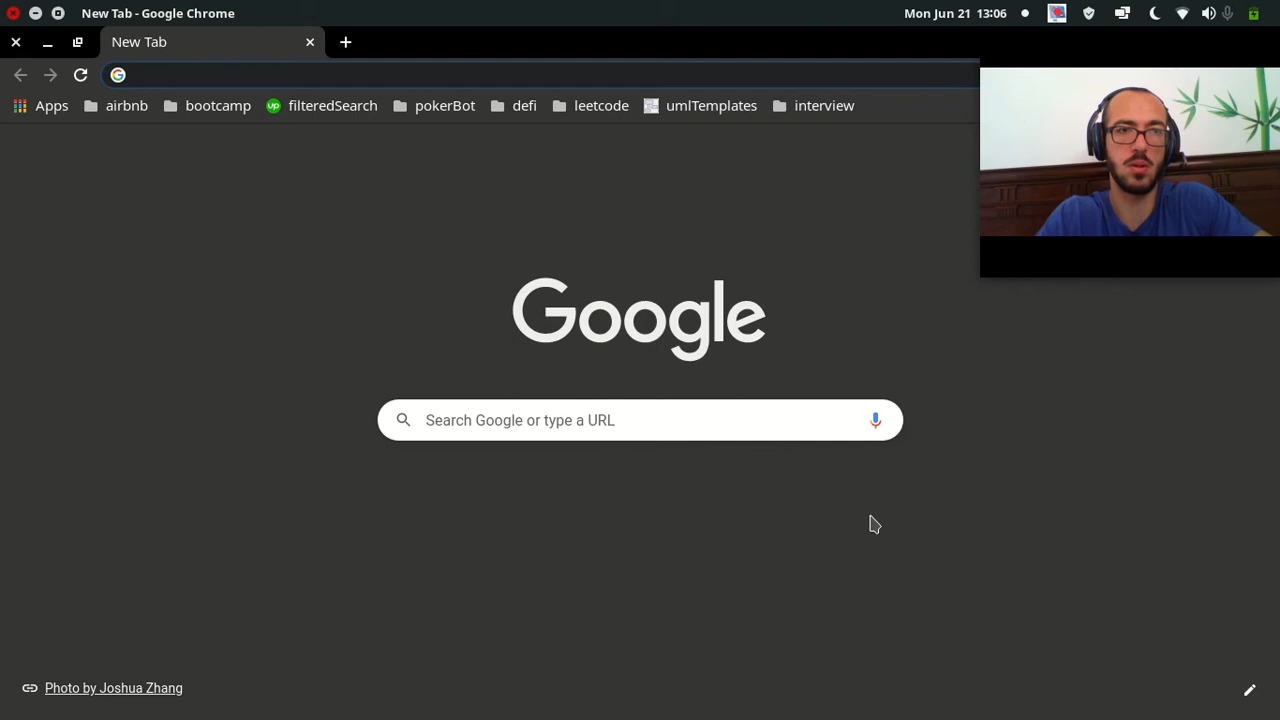 New Tab - Google Chrome
Mon Jun 21 13:06
New Tab
Apps
airbnb
bootcamp
up filteredSearch
pokerBot
defi
leetcode
umlTemplates
interview
Google
Search Google or type a URL
Photo by Joshua Zhang